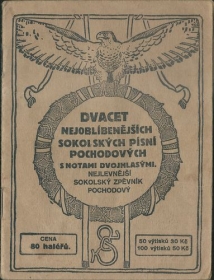 DVACET
NEJOBLÍBENĚJŠÍCH
SOKOLSKÝCH PÍSNÍ
POCHODOVÝCH
S NOTAMI DVOJHLASÝMI.
NEJLEVNĚJŠÍ
SOKOLSKÝ ZPĚVNÍK
POCHODOVÝ
CENA
80 haléřů.
50 výtisků 30 Kč
100 výtisků 50 Kč